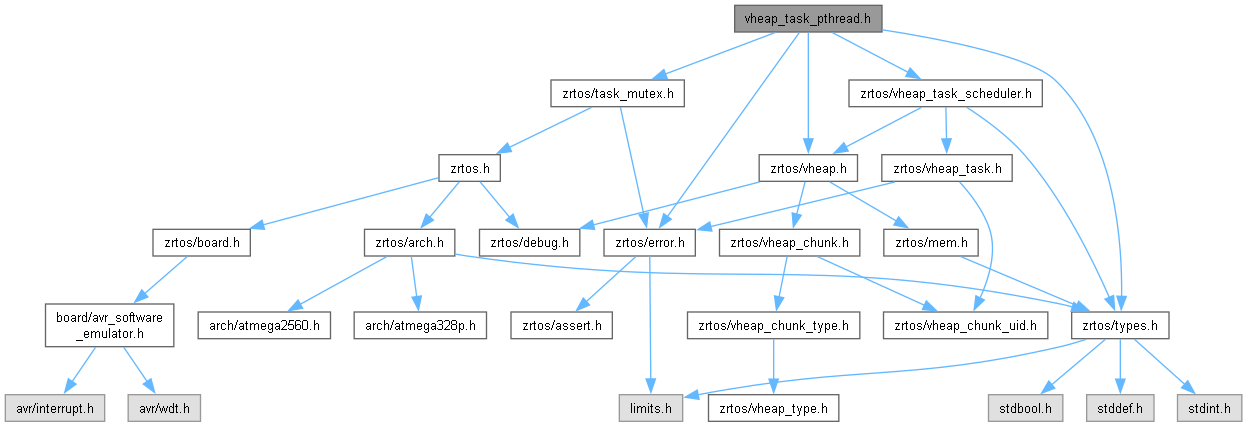 vheap_task_pthread.h
zrtos/task_mutex.h
zrtos/vheap_task_scheduler.h
zrtos.h
zrtos/vheap.h
zrtos/vheap_task.h
zrtos/board.h
zrtos/arch.h
zrtos/debug.h
zrtos/error.h
zrtos/vheap_chunk.h
zrtos/mem.h
board/avr_software
_emulator.h
arch/atmega2560.h
arch/atmega328p.h
zrtos/assert.h
zrtos/vheap_chunk_type.h
zrtos/vheap_chunk_uid.h
zrtos/types.h
avr/interrupt.h
avr/wdt.h
limits.h
zrtos/vheap_type.h
stdbool.h
stddef.h
stdint.h